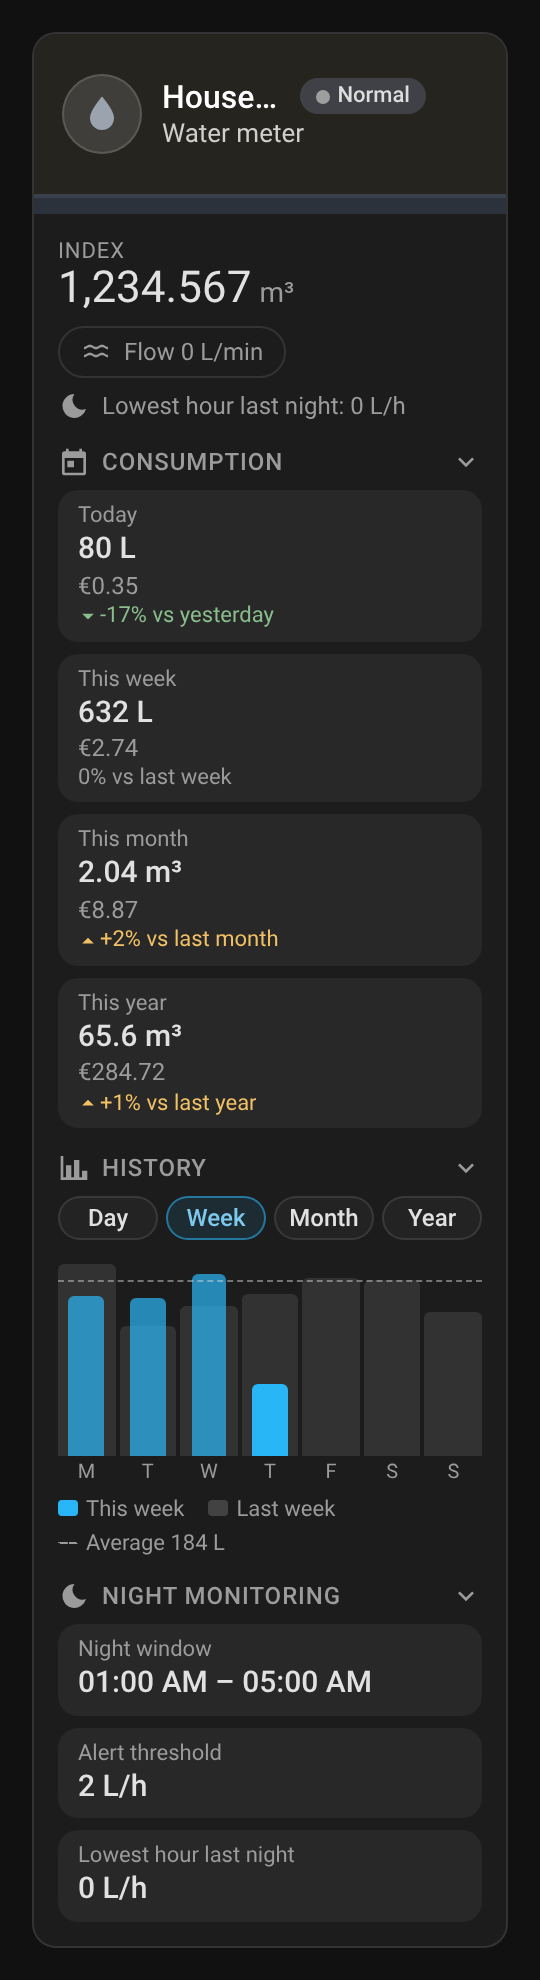 House…
Normal
Water meter
INDEX
1,234.567 m³
Flow 0 L/min
Lowest hour last night: 0 L/h
CONSUMPTION
Today
80 L
€0.35
-17% vs yesterday
This week
632 L
€2.74
0% vs last week
This month
2.04 m³
€8.87
+2% vs last month
This year
65.6 m³
€284.72
+1% vs last year
HISTORY
Day Week Month Year
M T W T F S S
This week Last week
Average 184 L
NIGHT MONITORING
Night window
01:00 AM – 05:00 AM
Alert threshold
2 L/h
Lowest hour last night
0 L/h